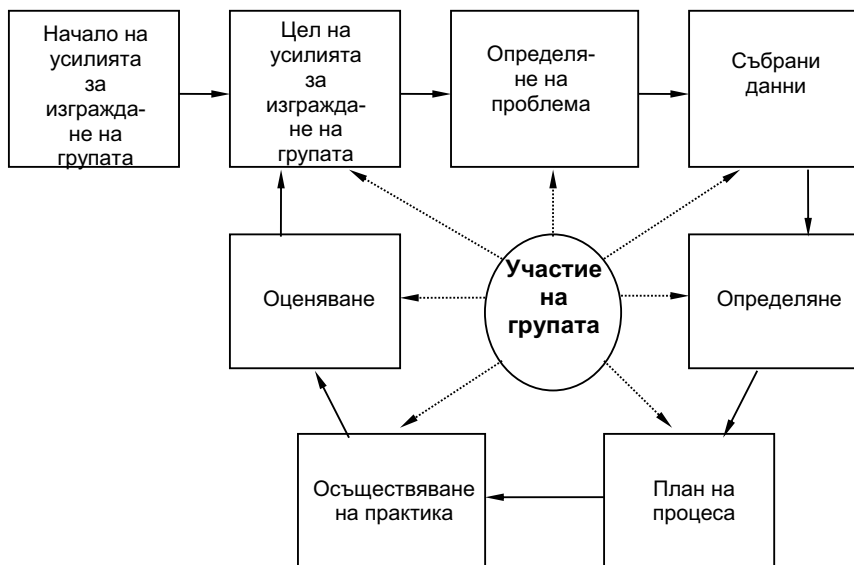 Начало на
усилията
за
изгражда-
не на
групата
Цел на
усилията
за
изгражда-
не на
групата
Определя-
не на
проблема
Събрани
данни
Оценяване
Участие
на
групата
Определяне
Осъществяване
на практика
План на
процеса